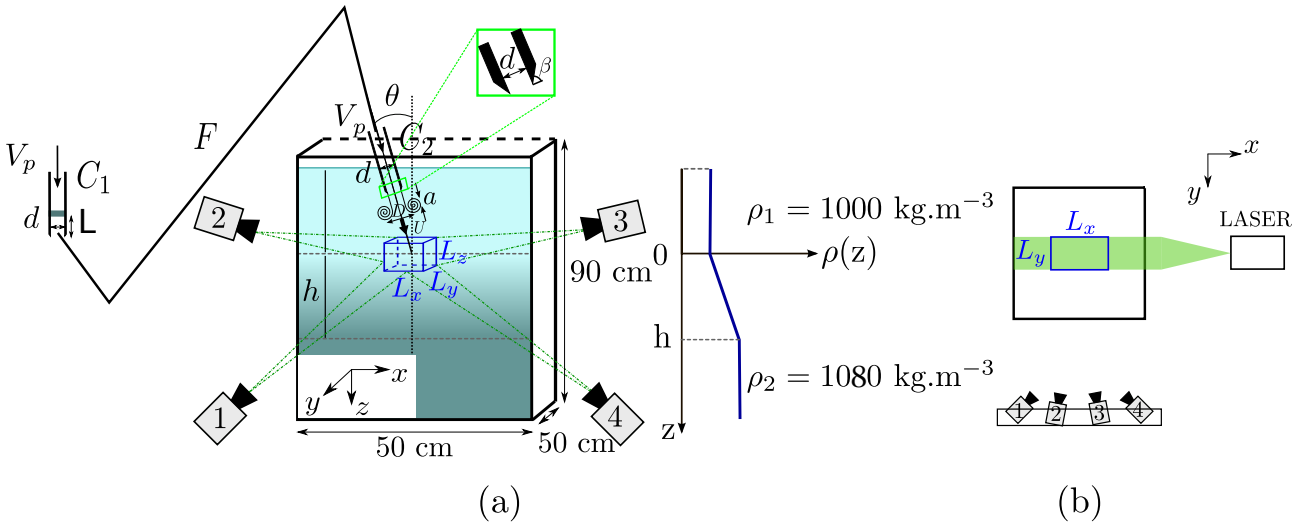 V_p
C_1
d
L
F
θ
V_p
C_2
d
d
β
D
a
U
h
L_z
L_y
L_x
2
3
1
4
x
y
z
90 cm
50 cm
50 cm
0
ρ(z)
h
z
ρ_1 = 1000 kg.m^{-3}
ρ_2 = 1080 kg.m^{-3}
(a)
x
y
LASER
L_x
L_y
1
2
3
4
(b)